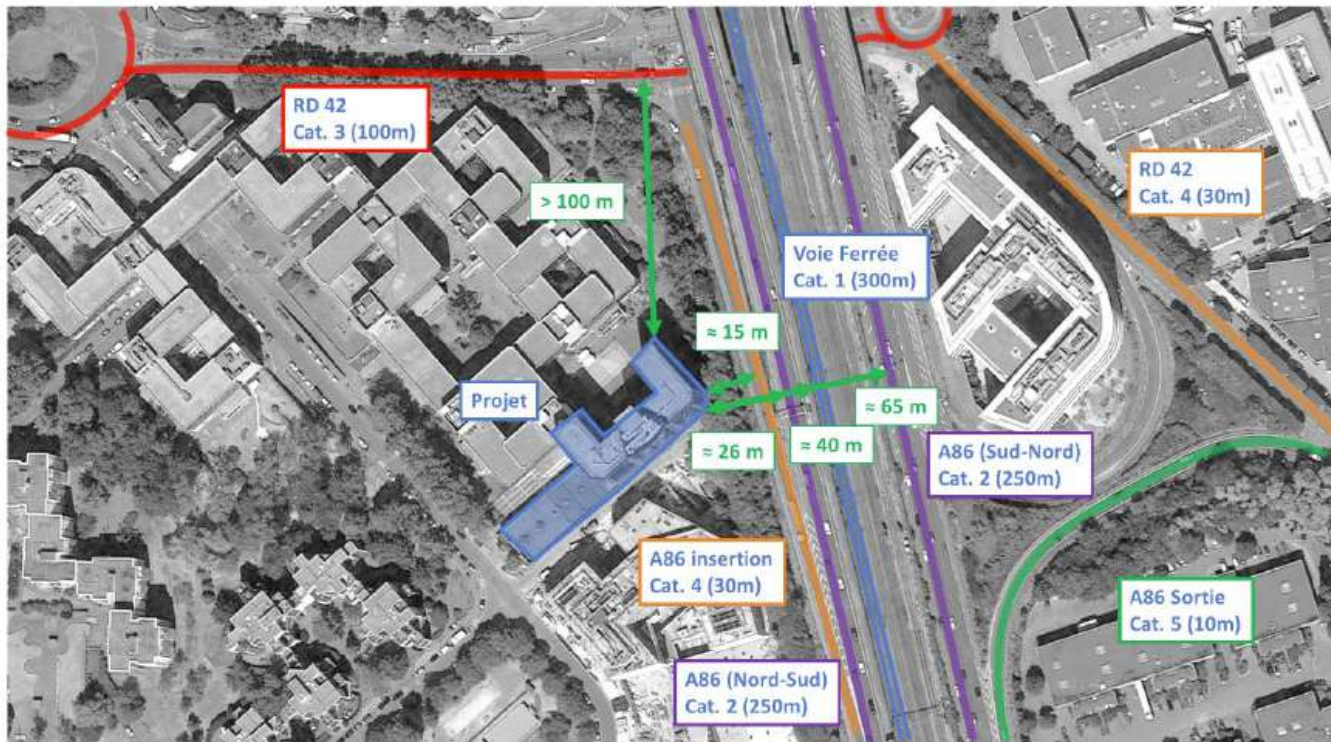 RD 42
Cat. 3 (100m)
RD 42
Cat. 4 (30m)
> 100 m
Voie Ferrée
Cat. 1 (300m)
≈ 15 m
Projet
≈ 65 m
≈ 26 m
≈ 40 m
A86 (Sud-Nord)
Cat. 2 (250m)
A86 insertion
Cat. 4 (30m)
A86 Sortie
Cat. 5 (10m)
A86 (Nord-Sud)
Cat. 2 (250m)